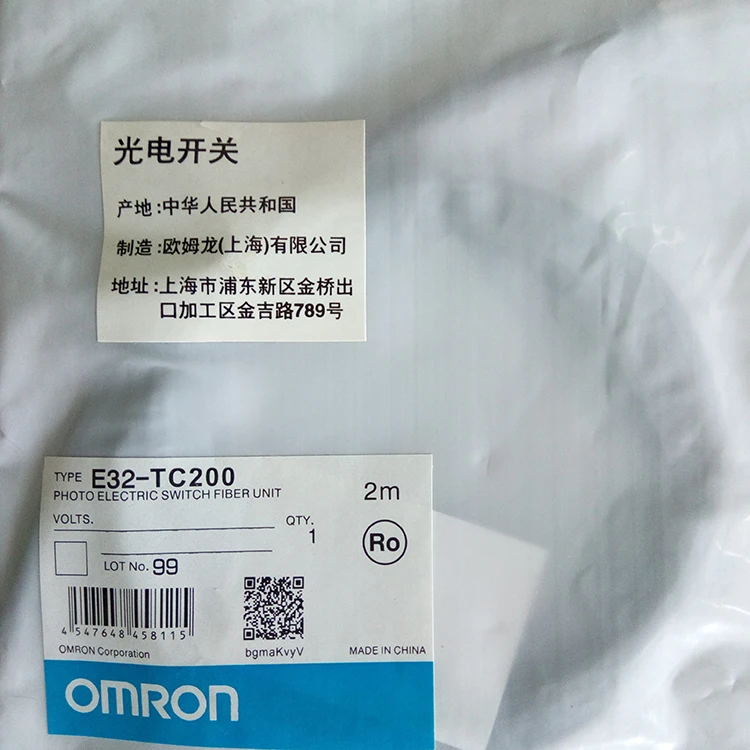 光电开关
产地:中华人民共和国
制造:欧姆龙(上海)有限公司
地址:上海市浦东新区金桥出
口加工区金吉路789号
TYPE E32-TC200
PHOTO ELECTRIC SWITCH FIBER UNIT
2m
VOLTS.
QTY.
1
Ro
LOT No. 99
4 547648 458115
bgmaKvyV
OMRON Corporation
MADE IN CHINA
OMRON